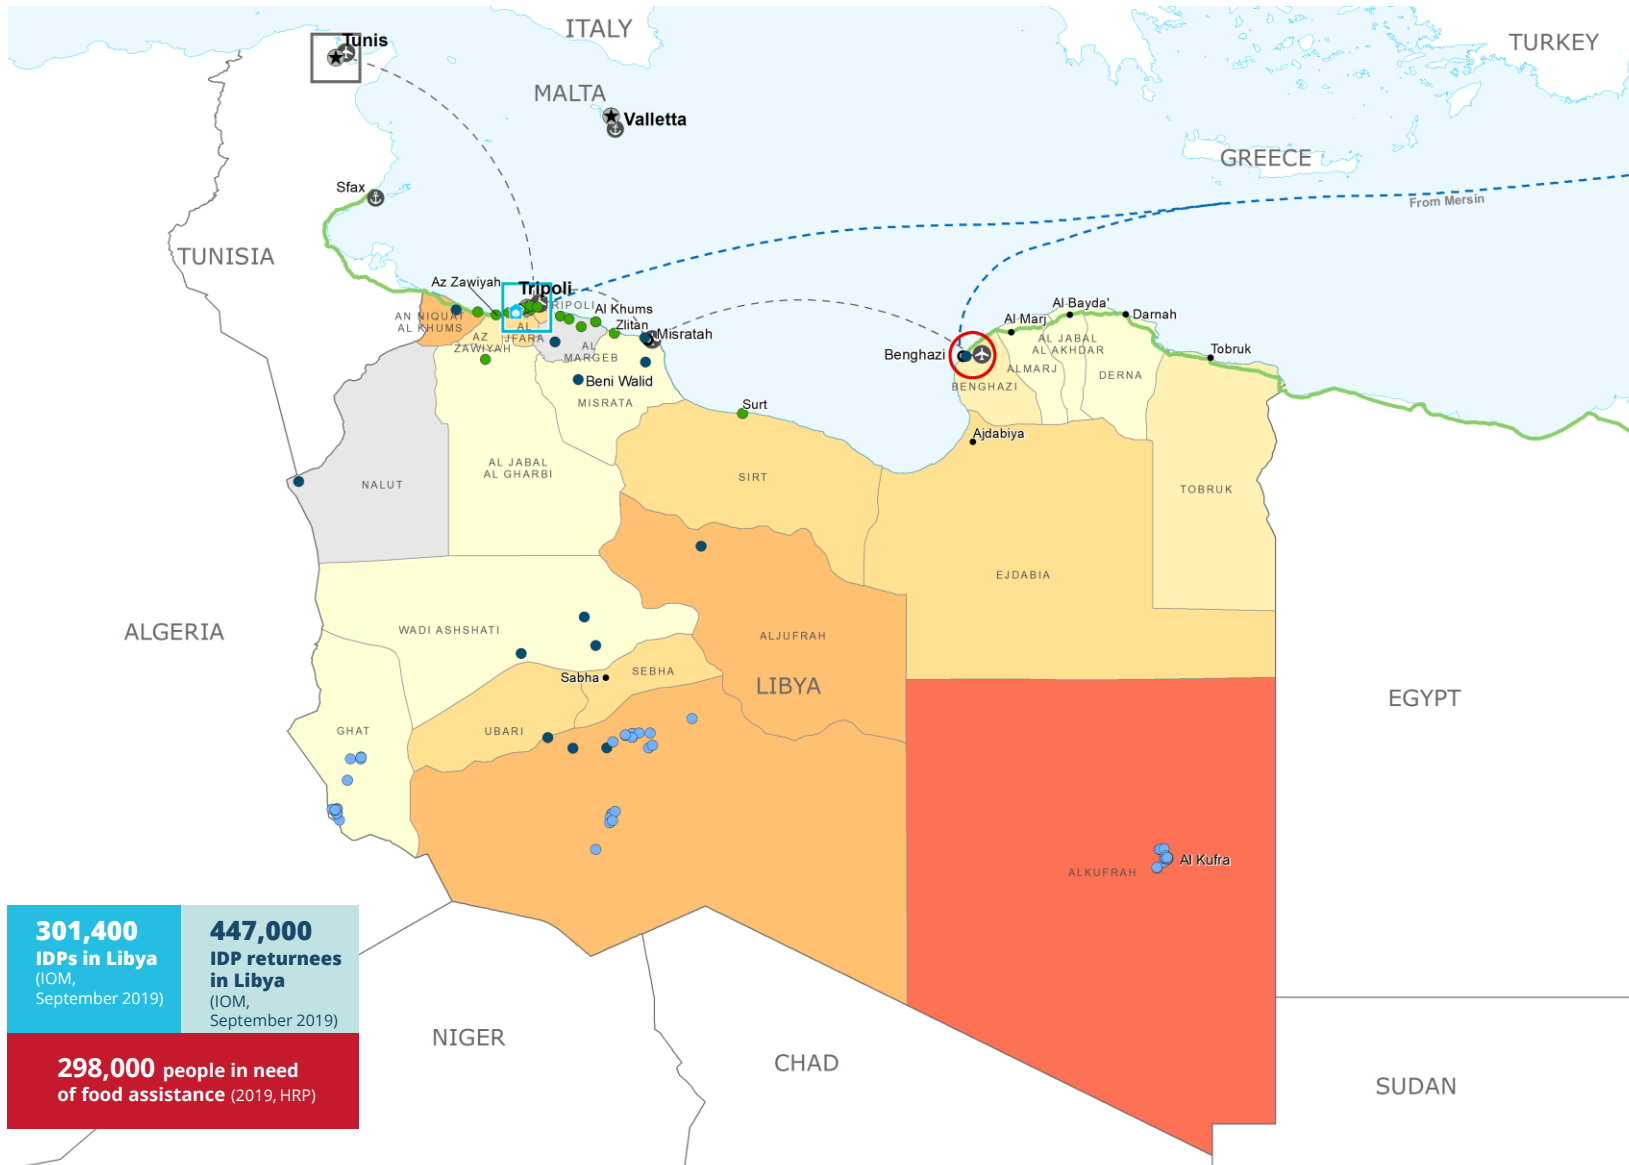 ITALY
Tunis
TURKEY
MALTA
Valletta
GREECE
Sfax
From Mersin
TUNISIA
Az Zawiyah
Tripoli
TRIPOLI
Al Khums
Zlitan
Misratah
AN NIQUAT
AL KHUMS
AZ
ZAWIYAH
AL
JFARA
AL
MARGEB
Beni Walid
MISRATA
Surt
Benghazi
BENGHAZI
Al Marj
ALMARJ
Al Bayda'
AL JABAL
AL AKHDAR
Darnah
DERNA
Tobruk
Ajdabiya
NALUT
AL JABAL
AL GHARBI
SIRT
TOBRUK
EJDABIA
ALGERIA
WADI ASHSHATI
ALJUFRAH
SEBHA
Sabha
LIBYA
EGYPT
GHAT
UBARI
Al Kufra
ALKUFRAH
301,400
IDPs in Libya
(IOM,
September 2019)
447,000
IDP returnees
in Libya
(IOM,
September 2019)
298,000 people in need
of food assistance (2019, HRP)
NIGER
CHAD
SUDAN